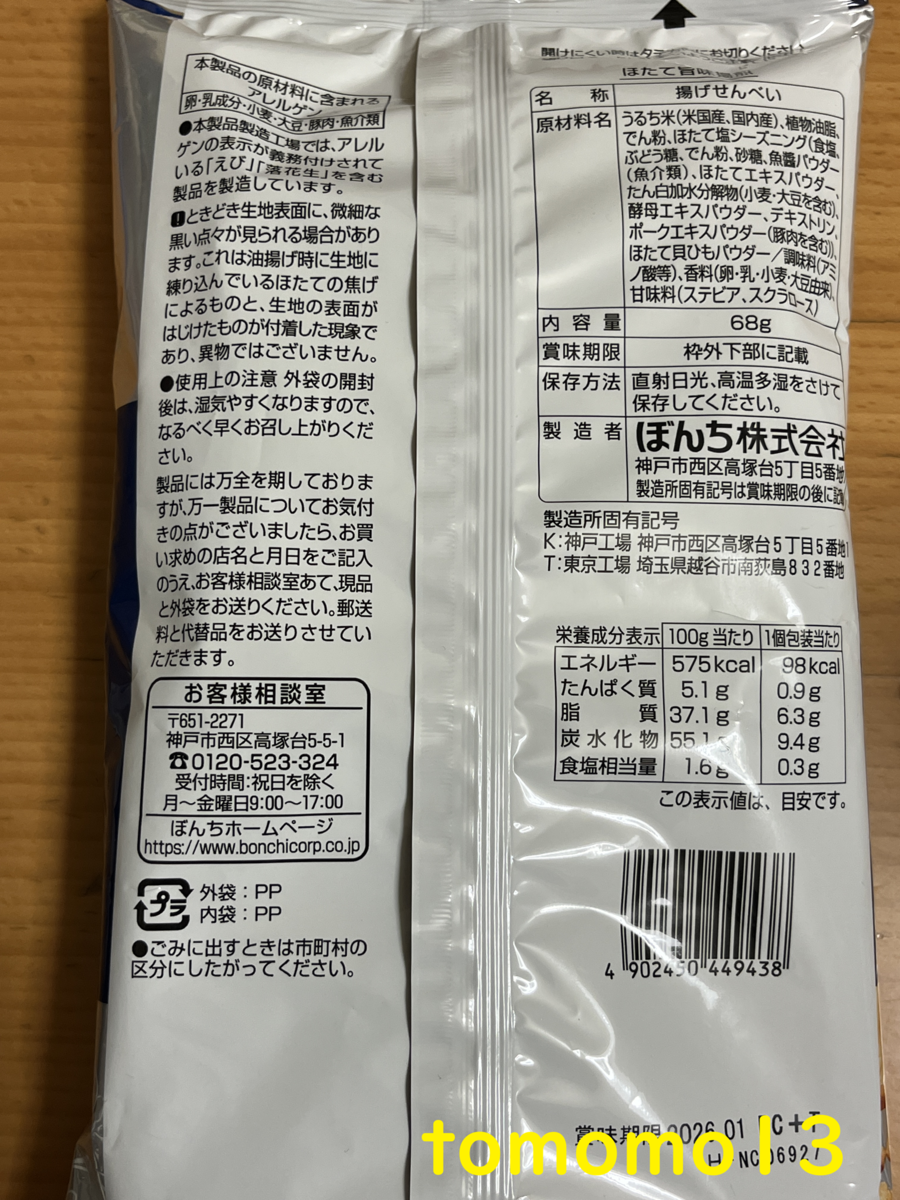 本製品の原材料に含まれる
アレルゲン
卵・乳成分・小麦・大豆・豚肉・魚介類
●本製品製造工場では、アレル
ゲンの表示が義務付けされて
いる「えび」「落花生」を含む
製品を製造しています。
!ときどき生地表面に、微細な
黒い点々が見られる場合があり
ます。これは油揚げ時に生地に
練り込んでいるほたての焦げ
によるものと、生地の表面が
はじけたものが付着した現象で
あり、異物ではございません。
●使用上の注意 外袋の開封
後は、湿気やすくなりますので、
なるべく早くお召し上がりくだ
さい。
製品には万全を期しておりま
すが、万一製品についてお気付
きの点がございましたら、お買
い求めの店名と月日をご記入
のうえ、お客様相談室あて、現品
と外袋をお送りください。郵送
料と代替品をお送りさせてい
ただきます。
お客様相談室
〒651-2271
神戸市西区高塚台5-5-1
☎0120-523-324
受付時間:祝日を除く
月〜金曜日9:00〜17:00
ぼんちホームページ
https://www.bonchicorp.co.jp
プラ
外袋:PP
内袋:PP
●ごみに出すときは市町村の
区分にしたがってください。
開けにくい時は
お切りください
ほたて旨味
名称 揚げせんべい
原材料名 うるち米(米国産、国内産)、植物油脂、
でん粉、ほたて塩シーズニング(食塩、
ぶどう糖、でん粉、砂糖、魚醬パウダー
(魚介類)、ほたてエキスパウダー、
たん白加水分解物(小麦・大豆を含む)、
酵母エキスパウダー、デキストリン、
ポークエキスパウダー(豚肉を含む))、
ほたて貝ひもパウダー/調味料(アミ
ノ酸等)、香料(卵・乳・小麦・大豆由来)、
甘味料(ステビア、スクラロース)
内容量 68g
賞味期限 枠外下部に記載
保存方法 直射日光、高温多湿をさけて
保存してください。
製造者 ぼんち株式会社
神戸市西区高塚台5丁目5番地
製造所固有記号は賞味期限の後に記載
製造所固有記号
K:神戸工場 神戸市西区高塚台5丁目5番地1
T:東京工場 埼玉県越谷市南荻島832番地
栄養成分表示 100g当たり 1個包装当たり
エネルギー 575kcal 98kcal
たんぱく質 5.1g 0.9g
脂質 37.1g 6.3g
炭水化物 55.1g 9.4g
食塩相当量 1.6g 0.3g
この表示値は、目安です。
4 902450 449438
賞味期限 2026.01
tomomo13